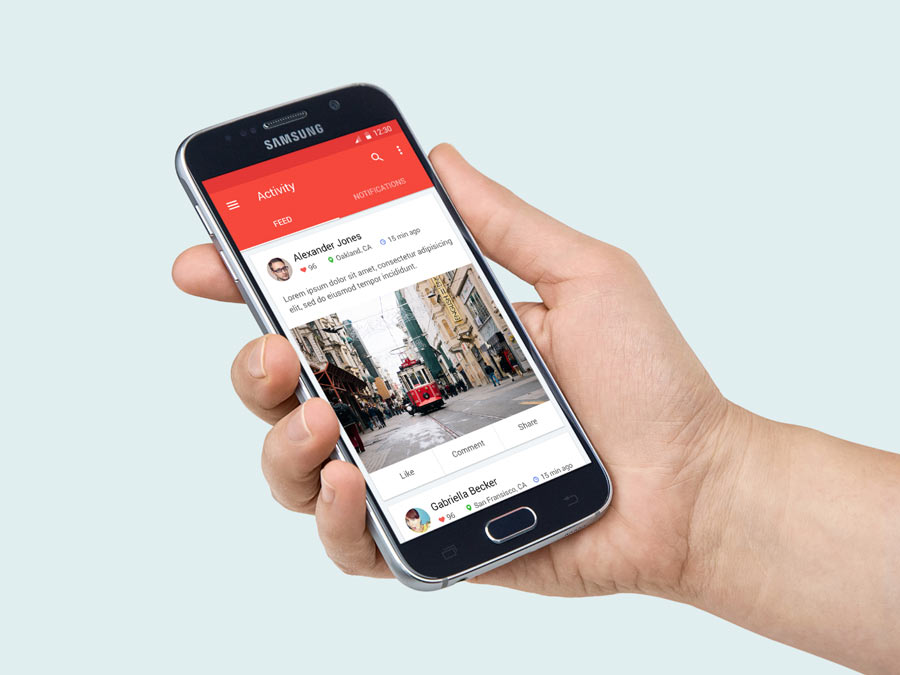 SAMSUNG
12:30
Activity
FEED
NOTIFICATIONS
Alexander Jones
96
Oakland, CA
15 min ago
Lorem ipsum dolor sit amet, consectetur adipisicing
elit, sed do eiusmod tempor incididunt.
Like
Comment
Share
Gabriella Becker
96
San Fransisco, CA
15 min ago